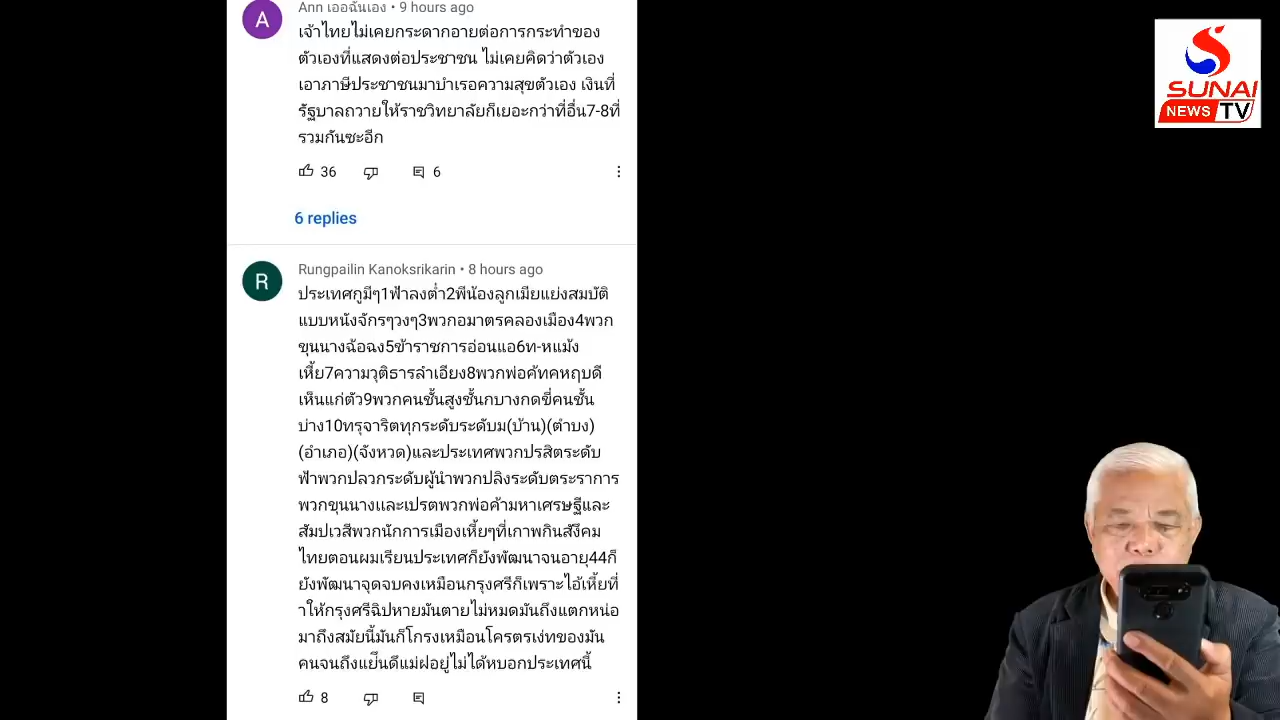 Ann เออฉันเอง • 9 hours ago
A
เจ้าไทยไม่เคยกระดากอายต่อการกระทำของ
ตัวเองที่แสดงต่อประชาชน ไม่เคยคิดว่าตัวเอง
เอาภาษีประชาชนมาบำเรอความสุขตัวเอง เงินที่
รัฐบาลถวายให้ราชวิทยาลัยก็เยอะกว่าที่อื่น7-8ที่
รวมกันซะอีก
36
6
6 replies
Rungpailin Kanoksrikarin • 8 hours ago
R
ประเทศกูมีๆ1ฟ้าลงต่ำ2พีน้องลูกเมียแย่งสมบัติ
แบบหนังจักรๆวงๆ3พวกอมาตรคลองเมือง4พวก
ขุนนางฉ้อฉง5ข้าราชการอ่อนแอ6ท-หแม้ง
เหี้ย7ความวุติธารลำเอียง8พวกพ่อค้ทคหฤบดี
เห็นแก่ตัว9พวกคนชั้นสูงชั้นกบางกดขี่คนชั้น
บ่าง10ทรุจาริตทุกระดับระดับม(บ้าน)(ตำบง)
(อำเภอ)(จังหวด)และประเทศพวกปรสิตระดับ
ฟ้าพวกปลวกระดับผู้นำพวกปลิงระดับตระราการ
พวกขุนนางและเปรตพวกพ่อค้ามหาเศรษฐีและ
สัมปเวสีพวกนักการเมืองเหี้ยๆที่เกาพกินสังึคม
ไทยตอนผมเรียนประเทศก็ยังพัฒนาจนอายุ44ก็
ยังพัฒนาจุดจบคงเหมือนกรุงศรีก็เพราะไอ้เหี้ยที่
าให้กรุงศรีฉิปหายมันตายไม่หมดมันถึงแตกหน่อ
มาถึงสมัยนี้มันก็โกรงเหมือนโครตรเง่ทของมัน
คนจนถึงแย้ืนดืแม่ฝอยู่ไม่ได้หบอกประเทศนี้
8
SUNAI
NEWS TV